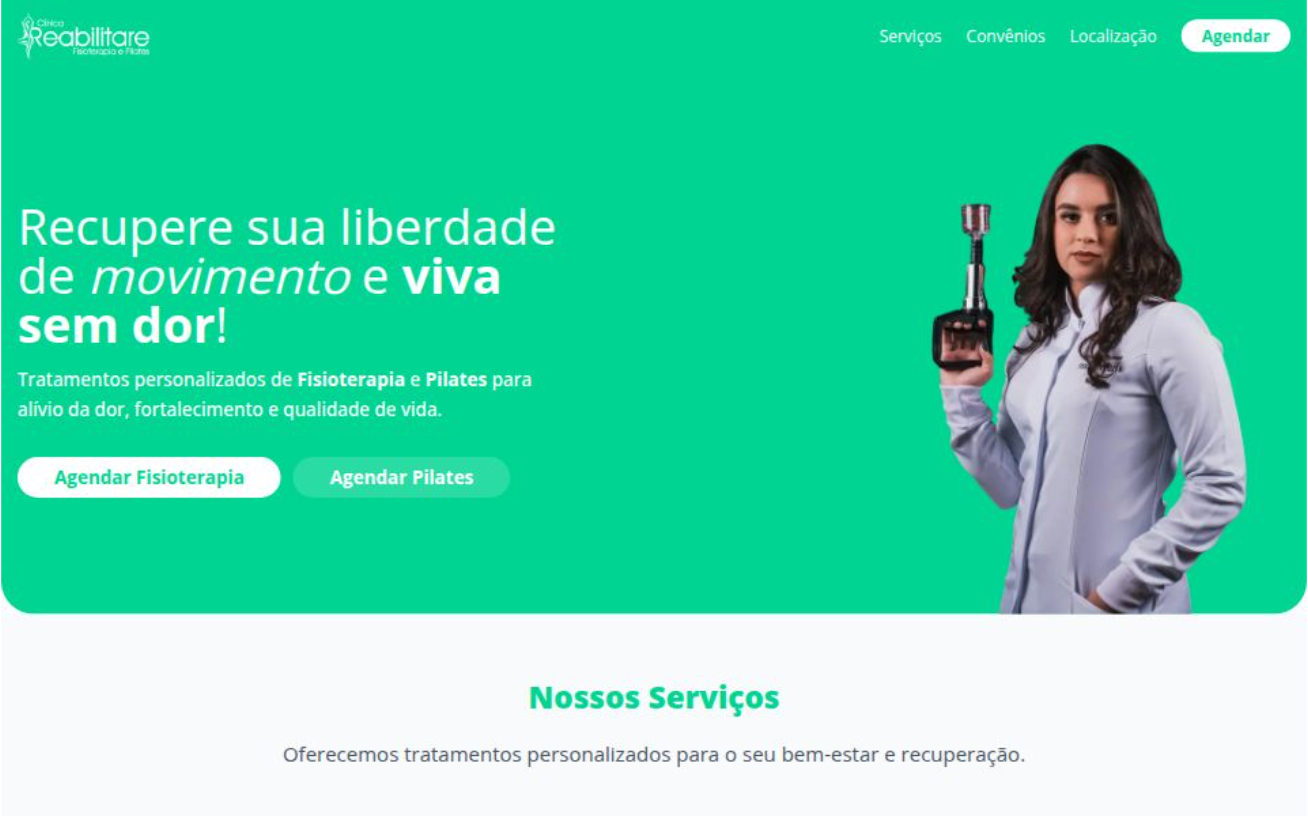 Clínica
Reabilitare
Fisioterapia e Pilates
Serviços
Convênios
Localização
Agendar
Recupere sua liberdade
de movimento e viva
sem dor!
Tratamentos personalizados de Fisioterapia e Pilates para
alívio da dor, fortalecimento e qualidade de vida.
Agendar Fisioterapia
Agendar Pilates
Nossos Serviços
Oferecemos tratamentos personalizados para o seu bem-estar e recuperação.